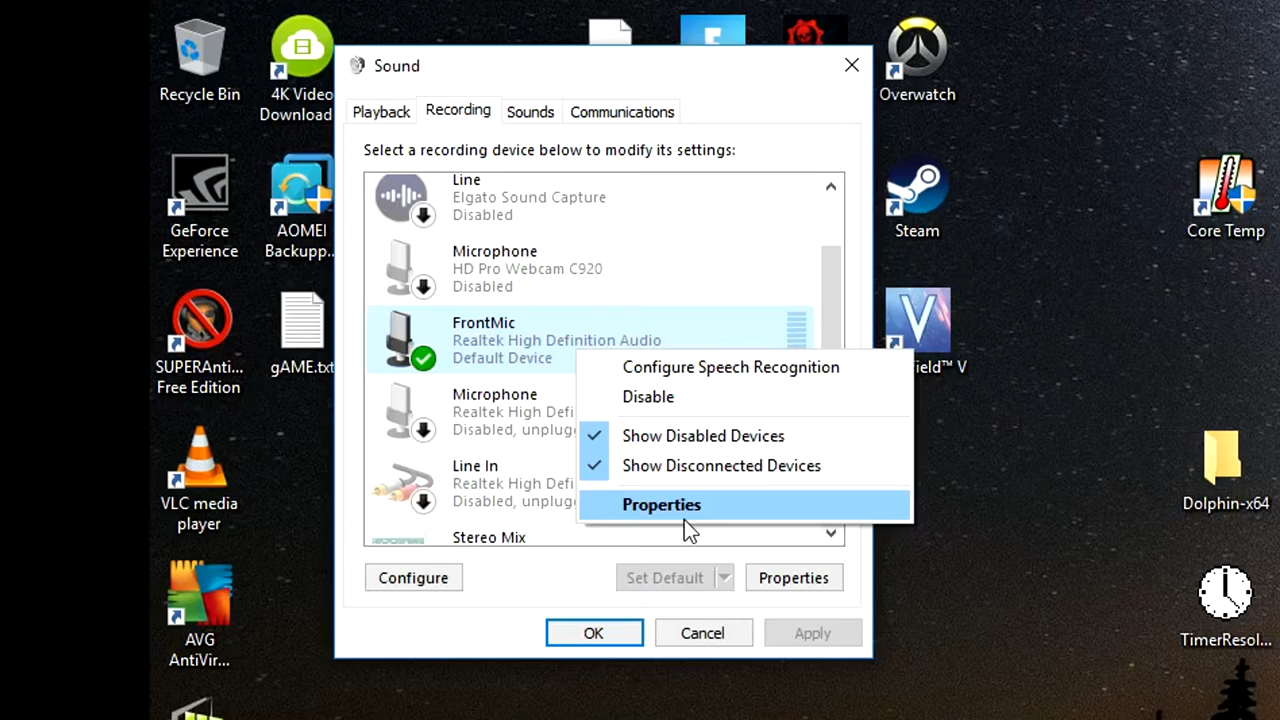 Recycle Bin
4K Video
Download
Sound
Playback
Recording
Sounds
Communications
Select a recording device below to modify its settings:
Line
Elgato Sound Capture
Disabled
Microphone
HD Pro Webcam C920
Disabled
FrontMic
Realtek High Definition Audio
Default Device
Microphone
Realtek High Defi
Disabled, unplug
Line In
Realtek High Defi
Disabled, unplug
Stereo Mix
Configure Speech Recognition
Disable
Show Disabled Devices
Show Disconnected Devices
Properties
Configure
Set Default
Properties
OK
Cancel
Apply
GeForce
Experience
AOMEI
Backupp...
SUPERAnti...
Free Edition
gAME.txt
VLC media
player
AVG
AntiVir...
Overwatch
Steam
field™ V
Core Temp
Dolphin-x64
TimerResol...